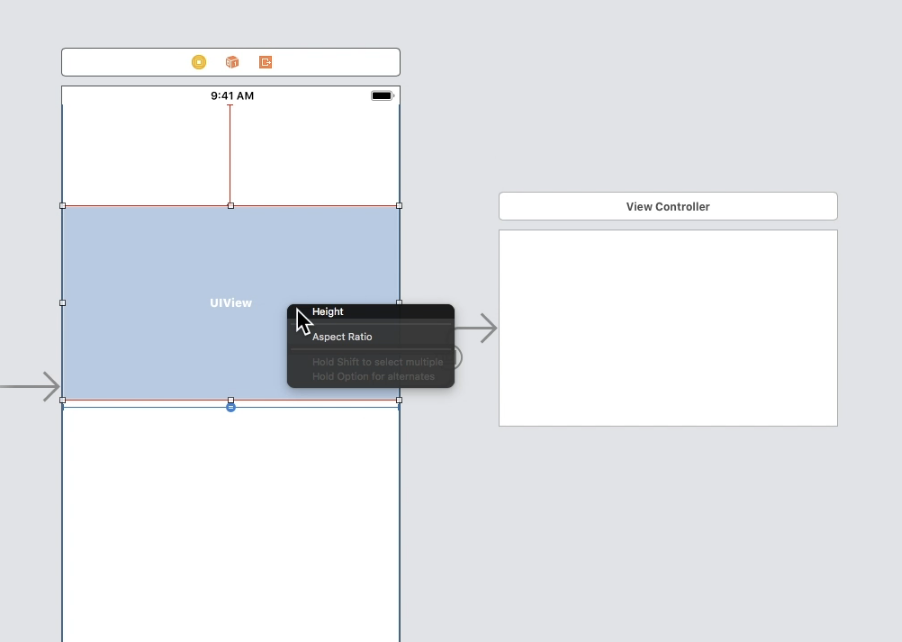 9:41 AM
View Controller
UIView
Height
Aspect Ratio
Hold Shift to select multiple
Hold Option for alternates